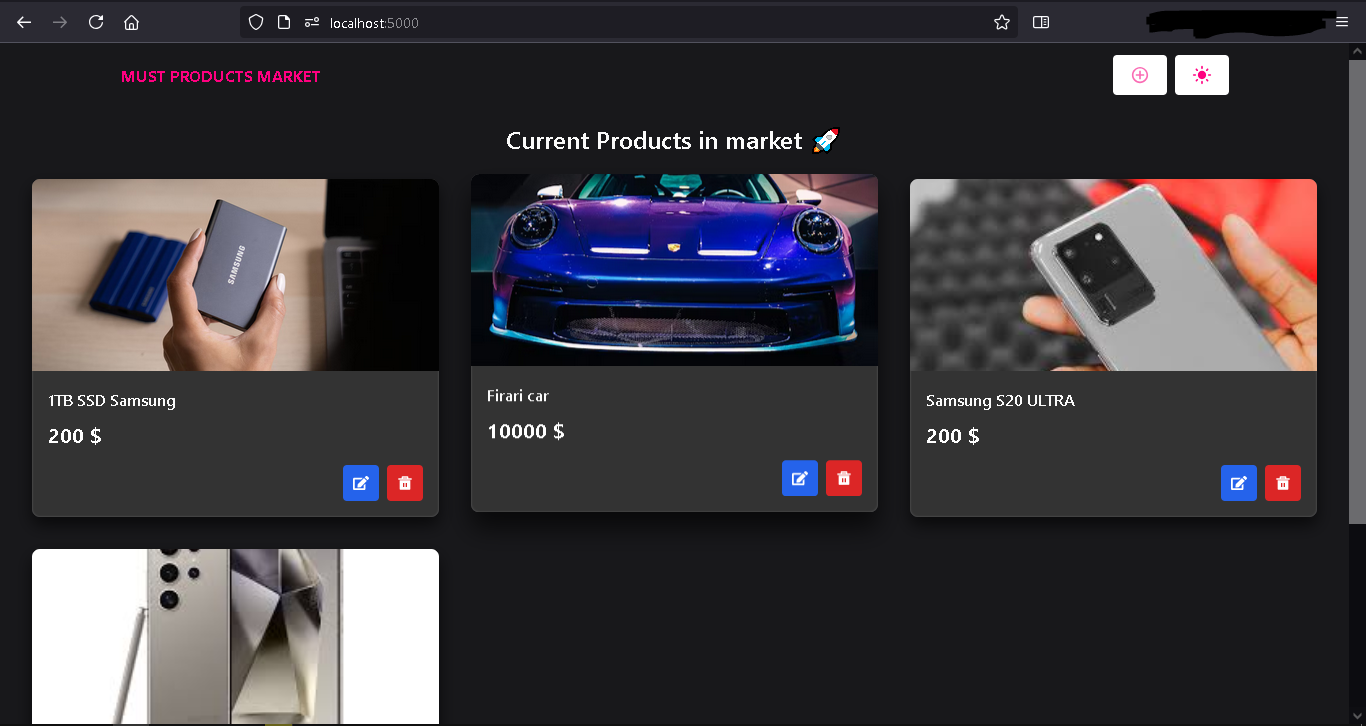 localhost:5000
MUST PRODUCTS MARKET
Current Products in market 🚀
SAMSUNG
1TB SSD Samsung
200 $
Firari car
10000 $
Samsung S20 ULTRA
200 $